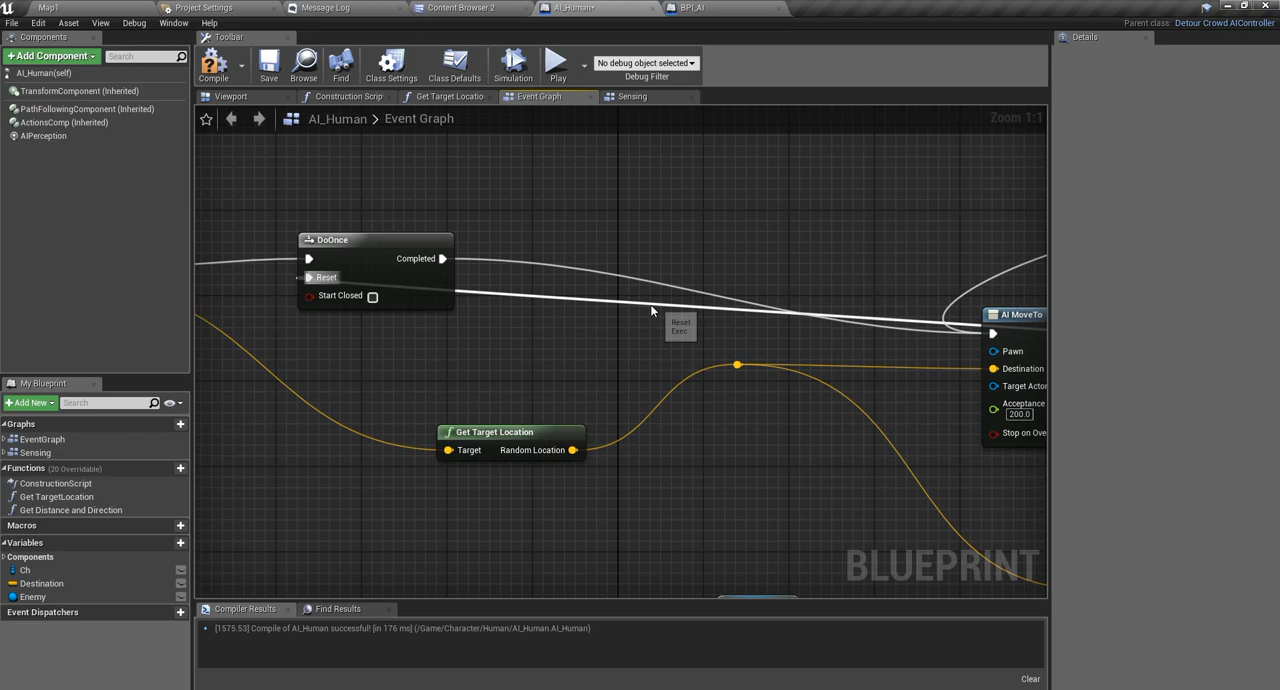 Map1
Project Settings
Message Log
Content Browser 2
AI_Human*
BPI_AI
File Edit Asset View Debug Window Help
Parent class: Detour Crowd AIController
Components
Toolbar
Details
+ Add Component
Search
Compile
Save
Browse
Find
Class Settings
Class Defaults
Simulation
Play
No debug object selected
Debug Filter
AI_Human(self)
TransformComponent (Inherited)
PathFollowingComponent (Inherited)
ActionsComp (Inherited)
AIPerception
Viewport
Construction Scrip
Get Target Locatio
Event Graph
Sensing
AI_Human > Event Graph
Zoom 1:1
DoOnce
Completed
Reset
Start Closed
Reset
Exec
AI MoveTo
Pawn
Destination
Target Actor
Acceptance
200.0
Stop on Ove
Get Target Location
Target
Random Location
BLUEPRINT
My Blueprint
+ Add New
Search
Graphs
EventGraph
Sensing
Functions (20 Overridable)
ConstructionScript
Get TargetLocation
Get Distance and Direction
Macros
Variables
Components
Ch
Destination
Enemy
Event Dispatchers
Compiler Results
Find Results
[1575.53] Compile of AI_Human successful! [in 176 ms] (/Game/Character/Human/AI_Human.AI_Human)
Clear